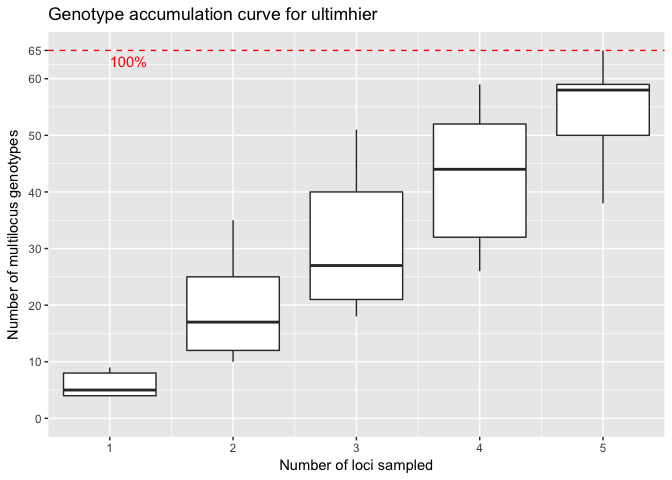 Genotype accumulation curve for ultimhier
65
100%
60
50
40
30
20
10
0
Number of multilocus genotypes
1 2 3 4 5
Number of loci sampled